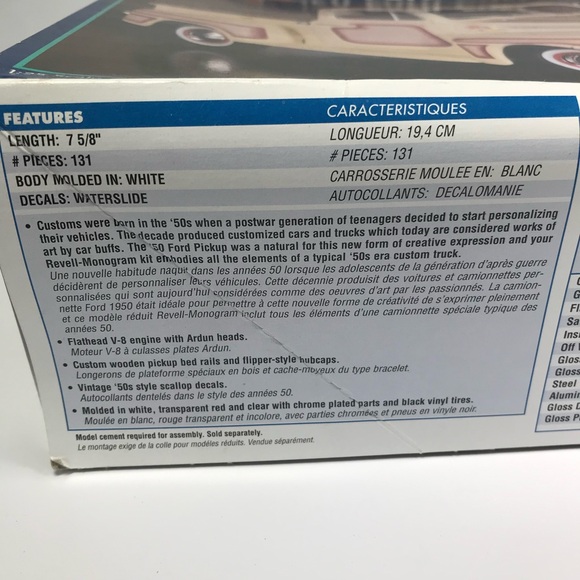 FEATURES
LENGTH: 7 5/8"
# PIECES: 131
BODY MOLDED IN: WHITE
DECALS: WATERSLIDE
CARACTERISTIQUES
LONGUEUR: 19,4 CM
# PIECES: 131
CARROSSERIE MOULEE EN: BLANC
AUTOCOLLANTS: DECALOMANIE
• Customs were born in the '50s when a postwar generation of teenagers decided to start personalizing
their vehicles. The decade produced customized cars and trucks which today are considered works of
art by car buffs. The '50 Ford Pickup was a natural for this new form of creative expression and your
Revell-Monogram kit embodies all the elements of a typical '50s era custom truck.
Une nouvelle habitude naquit dans les années 50 lorsque les adolescents de la génération d'après guerre
décidèrent de personnaliser leurs véhicules. Cette décennie produisit des voitures et camionnettes per-
sonnalisées qui sont aujourd'hui considérées comme des oeuvres d'art par les passionnés. La camion-
nette Ford 1950 était idéale pour permettre à cette nouvelle forme de créativité de s'exprimer pleinement
et ce modèle réduit Revell-Monogram inclut tous les éléments d'une camionnette spéciale typique des
années 50.
• Flathead V-8 engine with Ardun heads.
Moteur V-8 à culasses plates Ardun.
• Custom wooden pickup bed rails and flipper-style hubcaps.
Longerons de plateforme spéciaux en bois et cache-moyeux du type bracelet.
• Vintage '50s style scallop decals.
Autocollants dentelés dans le style des années 50.
• Molded in white, transparent red and clear with chrome plated parts and black vinyl tires.
Moulée en blanc, rouge transparent et incolore, avec parties chromées et pneus en vinyle noir.
Model cement required for assembly. Sold separately.
Le montage exige de la colle pour modèles réduits. Vendue séparément.
Off
Gloss
Gloss
Steel
Gloss
Gloss